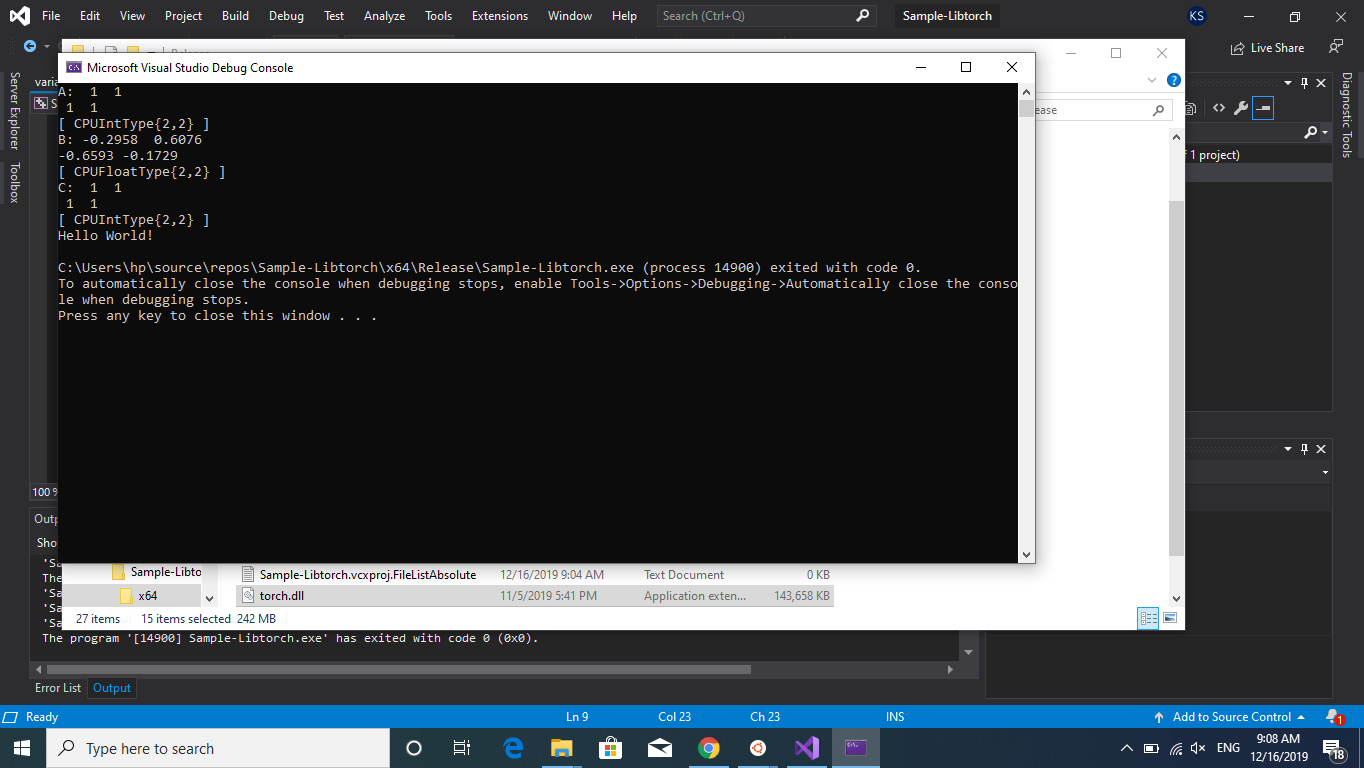 File Edit View Project Build Debug Test Analyze Tools Extensions Window Help Search (Ctrl+Q) Sample-Libtorch KS
Live Share
Release
Microsoft Visual Studio Debug Console
Server Explorer
Toolbox
Diagnostic Tools
A: 1 1
1 1
[ CPUIntType{2,2} ]
B: -0.2958 0.6076
-0.6593 -0.1729
[ CPUFloatType{2,2} ]
C: 1 1
1 1
[ CPUIntType{2,2} ]
Hello World!
C:\Users\hp\source\repos\Sample-Libtorch\x64\Release\Sample-Libtorch.exe (process 14900) exited with code 0.
To automatically close the console when debugging stops, enable Tools->Options->Debugging->Automatically close the conso
le when debugging stops.
Press any key to close this window . . .
1 project)
100 %
Sample-Libto
x64
Sample-Libtorch.vcxproj.FileListAbsolute 12/16/2019 9:04 AM Text Document 0 KB
torch.dll 11/5/2019 5:41 PM Application exten... 143,658 KB
27 items 15 items selected 242 MB
The program '[14900] Sample-Libtorch.exe' has exited with code 0 (0x0).
Error List Output
Ready Ln 9 Col 23 Ch 23 INS Add to Source Control 1
Type here to search
ENG 9:08 AM
12/16/2019 18